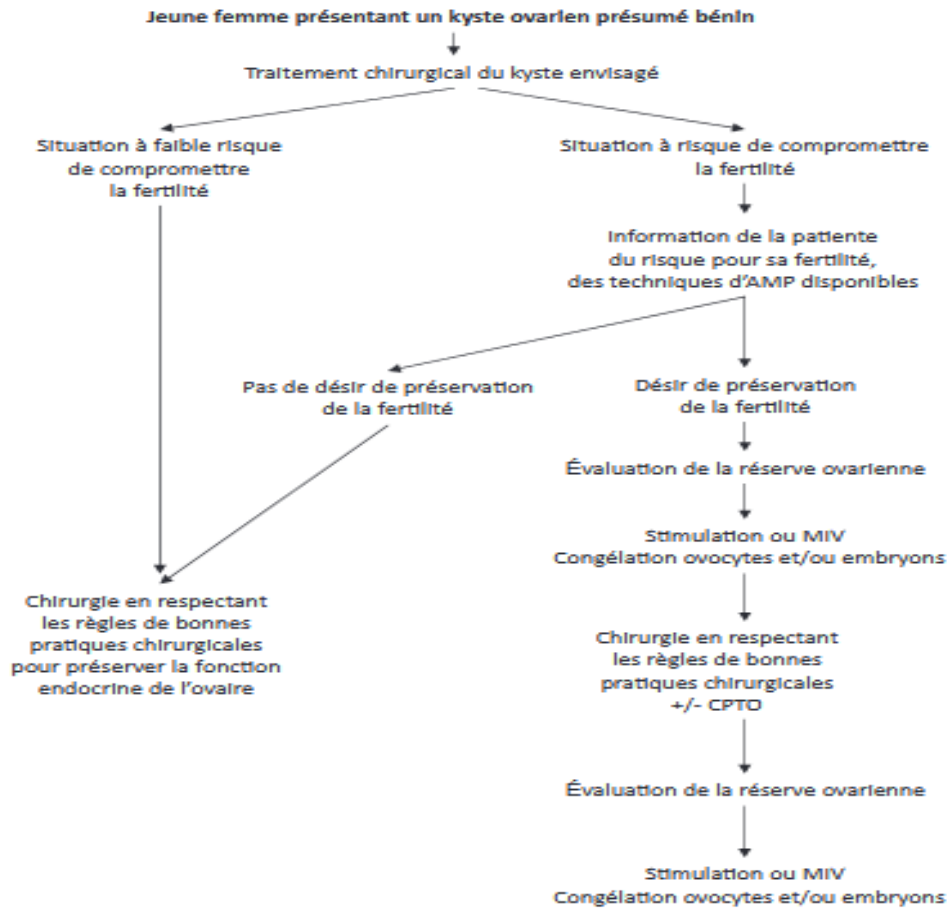 Jeune femme présentant un kyste ovarien présumé bénin
Traitement chirurgical du kyste envisagé
Situation à faible risque
de compromettre
la fertilité
Situation à risque de compromettre
la fertilité
Information de la patiente
du risque pour sa fertilité,
des techniques d'AMP disponibles
Pas de désir de préservation
de la fertilité
Désir de préservation
de la fertilité
Évaluation de la réserve ovarienne
Stimulation ou MIV
Congélation ovocytes et/ou embryons
Chirurgie en respectant
les règles de bonnes
pratiques chirurgicales
pour préserver la fonction
endocrine de l'ovaire
Chirurgie en respectant
les règles de bonnes
pratiques chirurgicales
+/- CPTO
Évaluation de la réserve ovarienne
Stimulation ou MIV
Congélation ovocytes et/ou embryons